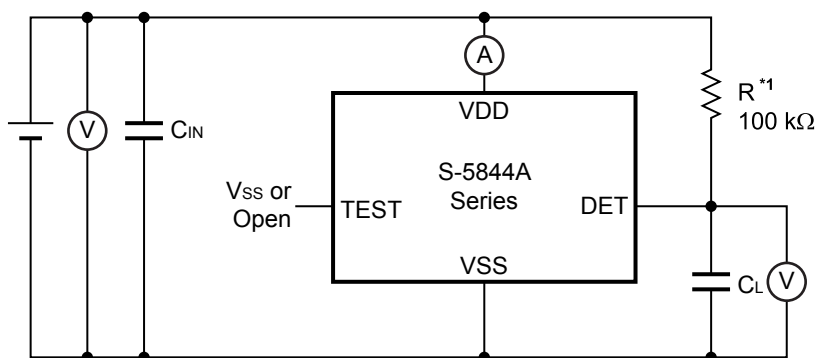 A
VDD
R*1
100 kΩ
V
CIN
S-5844A
Series
VSS or
Open
TEST
DET
VSS
CL
V